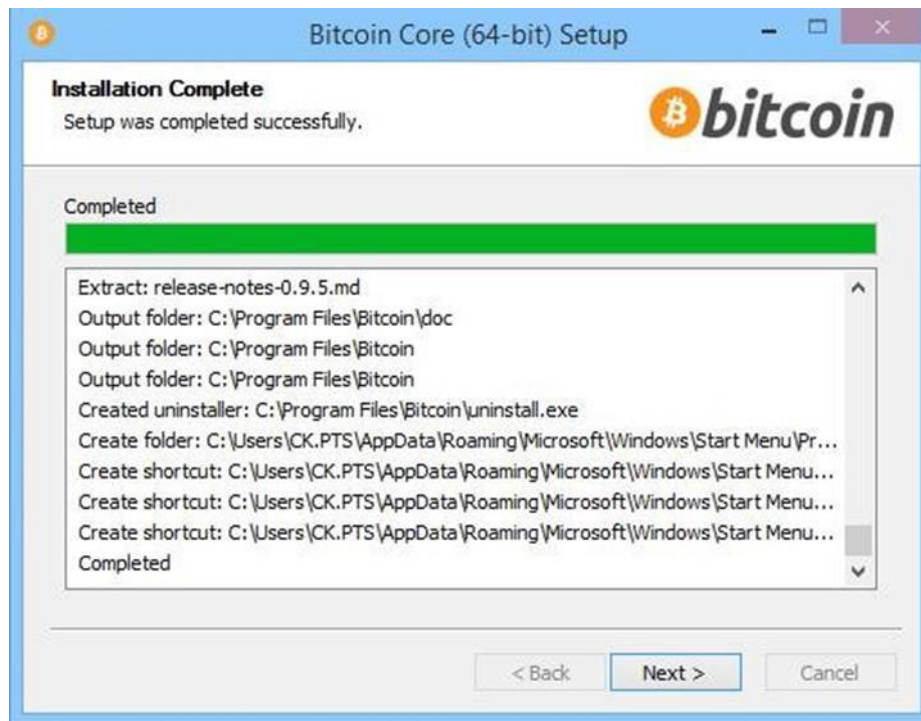 Bitcoin Core (64-bit) Setup
Installation Complete
Setup was completed successfully.
bitcoin
Completed
Extract: release-notes-0.9.5.md
Output folder: C:\Program Files\Bitcoin\doc
Output folder: C:\Program Files\Bitcoin
Output folder: C:\Program Files\Bitcoin
Created uninstaller: C:\Program Files\Bitcoin\uninstall.exe
Create folder: C:\Users\CK.PTS\AppData\Roaming\Microsoft\Windows\Start Menu\Pr...
Create shortcut: C:\Users\CK.PTS\AppData\Roaming\Microsoft\Windows\Start Menu...
Create shortcut: C:\Users\CK.PTS\AppData\Roaming\Microsoft\Windows\Start Menu...
Create shortcut: C:\Users\CK.PTS\AppData\Roaming\Microsoft\Windows\Start Menu...
Completed
< Back Next > Cancel